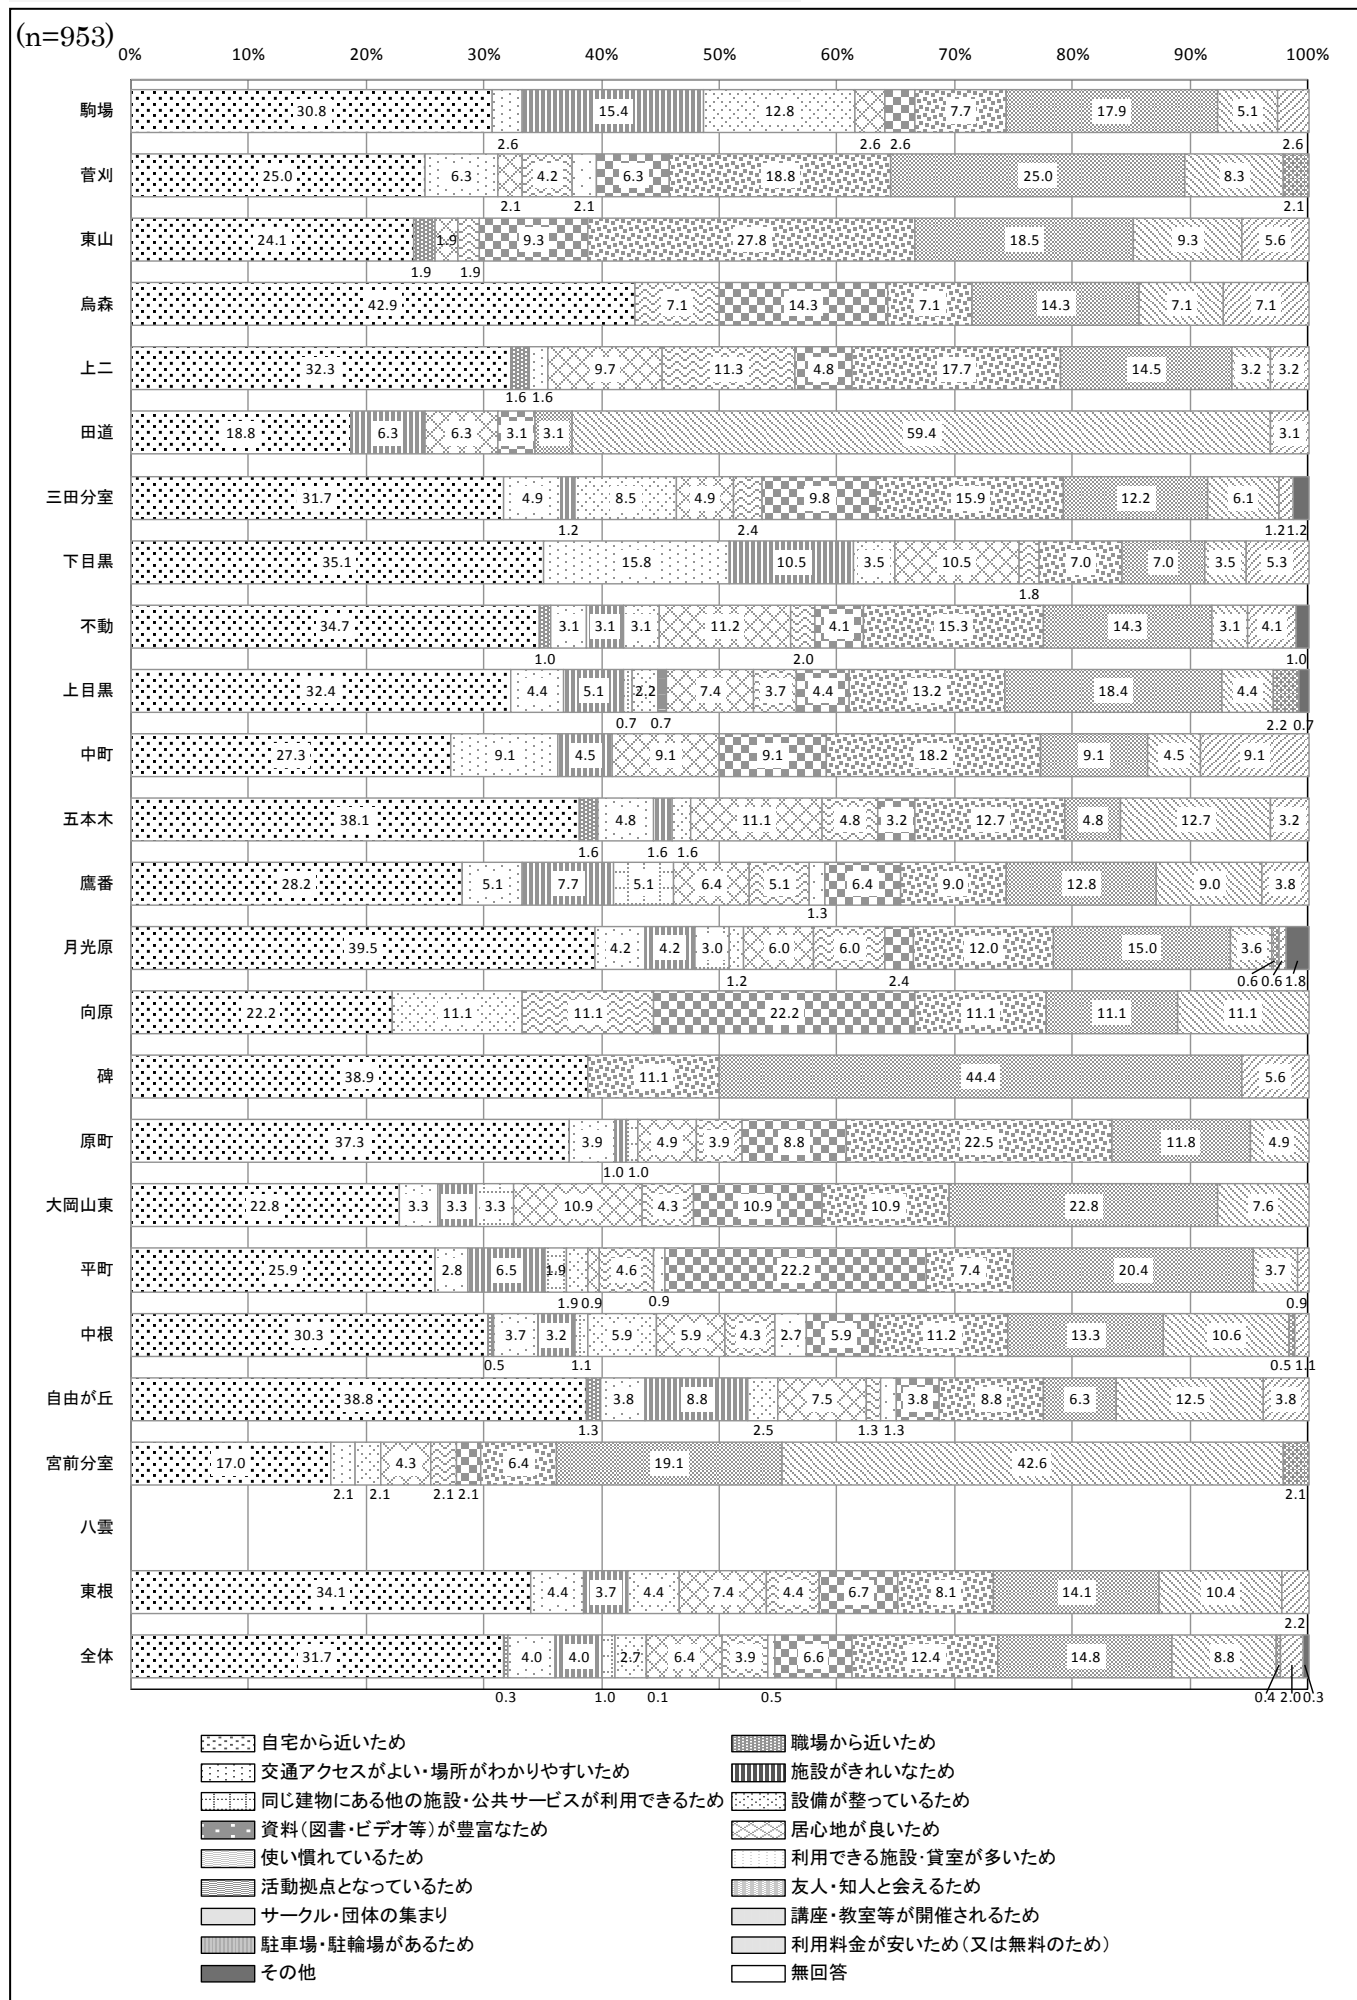 (n=953)
0% 10% 20% 30% 40% 50% 60% 70% 80% 90% 100%
駒場 30.8 15.4 12.8 7.7 17.9 5.1
2.6 2.6 2.6 2.6
菅刈 25.0 6.3 4.2 6.3 18.8 25.0 8.3
2.1 2.1 2.1
東山 24.1 1.9 9.3 27.8 18.5 9.3 5.6
1.9 1.9
烏森 42.9 7.1 14.3 7.1 14.3 7.1 7.1
上二 32.3 9.7 11.3 4.8 17.7 14.5 3.2 3.2
1.6 1.6
田道 18.8 6.3 6.3 3.1 3.1 59.4 3.1
三田分室 31.7 4.9 8.5 4.9 9.8 15.9 12.2 6.1
1.2 2.4 1.2 1.2
下目黒 35.1 15.8 10.5 3.5 10.5 7.0 7.0 3.5 5.3
1.8
不動 34.7 3.1 3.1 3.1 11.2 4.1 15.3 14.3 3.1 4.1
1.0 2.0 1.0
上目黒 32.4 4.4 5.1 2.2 7.4 3.7 4.4 13.2 18.4 4.4
0.7 0.7 2.2 0.7
中町 27.3 9.1 4.5 9.1 9.1 18.2 9.1 4.5 9.1
五本木 38.1 4.8 11.1 4.8 3.2 12.7 4.8 12.7 3.2
1.6 1.6 1.6
鷹番 28.2 5.1 7.7 5.1 6.4 5.1 6.4 9.0 12.8 9.0 3.8
1.3
月光原 39.5 4.2 4.2 3.0 6.0 6.0 12.0 15.0 3.6
1.2 2.4 0.6 0.6 1.8
向原 22.2 11.1 11.1 22.2 11.1 11.1 11.1
碑 38.9 11.1 44.4 5.6
原町 37.3 3.9 4.9 3.9 8.8 22.5 11.8 4.9
1.0 1.0
大岡山東 22.8 3.3 3.3 3.3 10.9 4.3 10.9 10.9 22.8 7.6
平町 25.9 2.8 6.5 1.9 4.6 22.2 7.4 20.4 3.7
1.9 0.9 0.9 0.9
中根 30.3 3.7 3.2 5.9 5.9 4.3 2.7 5.9 11.2 13.3 10.6
0.5 1.1 0.5 1.1
自由が丘 38.8 3.8 8.8 7.5 3.8 8.8 6.3 12.5 3.8
1.3 2.5 1.3 1.3
宮前分室 17.0 4.3 6.4 19.1 42.6
2.1 2.1 2.1 2.1 2.1
八雲
東根 34.1 4.4 3.7 4.4 7.4 4.4 6.7 8.1 14.1 10.4
2.2
全体 31.7 4.0 4.0 2.7 6.4 3.9 6.6 12.4 14.8 8.8
0.3 1.0 0.1 0.5 0.4 2.0 0.3
自宅から近いため 職場から近いため
交通アクセスがよい・場所がわかりやすいため 施設がきれいなため
同じ建物にある他の施設・公共サービスが利用できるため 設備が整っているため
資料（図書・ビデオ等）が豊富なため 居心地が良いため
使い慣れているため 利用できる施設・貸室が多いため
活動拠点となっているため 友人・知人と会えるため
サークル・団体の集まり 講座・教室等が開催されるため
駐車場・駐輪場があるため 利用料金が安いため（又は無料のため）
その他 無回答